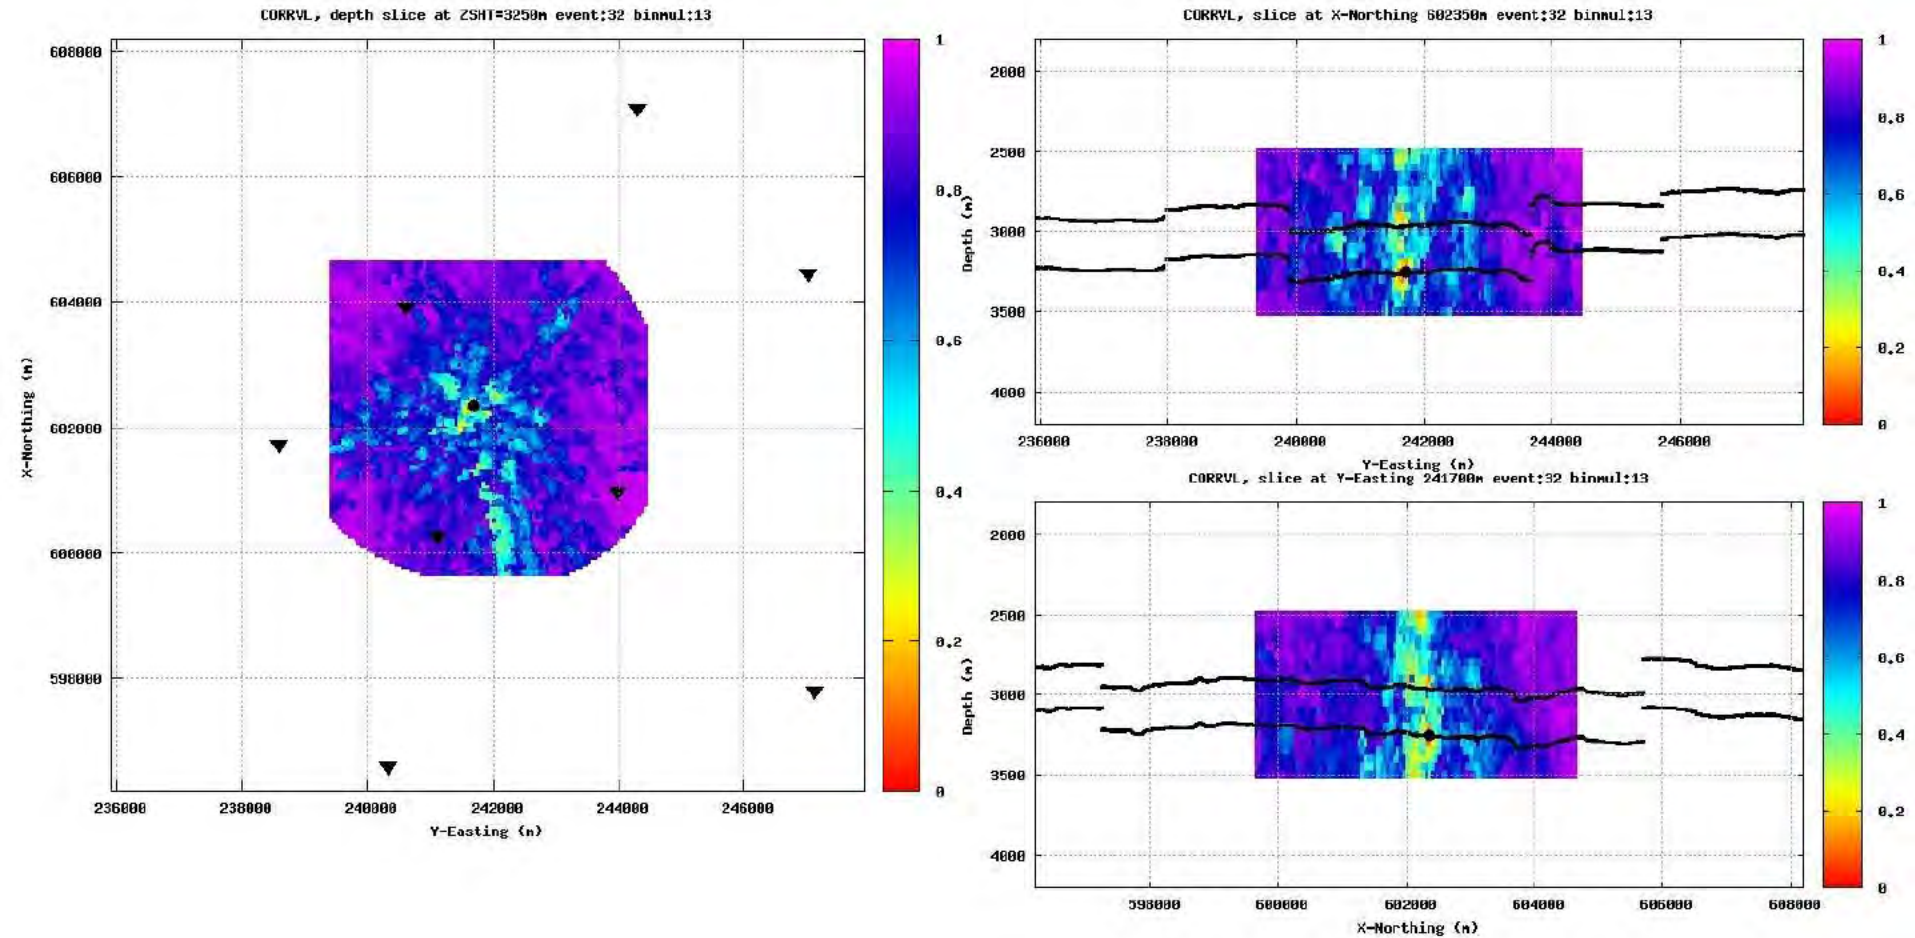 CORRVL, depth slice at ZSHT=3250m event:32 binmul:13
608000
606000
604000
602000
600000
598000
X-Northing (m)
236000 238000 240000 242000 244000 246000
Y-Easting (m)
1
0.8
0.6
0.4
0.2
0
CORRVL, slice at X-Northing 602350m event:32 binmul:13
2000
2500
3000
3500
4000
Depth (m)
236000 238000 240000 242000 244000 246000
Y-Easting (m)
1
0.8
0.6
0.4
0.2
0
CORRVL, slice at Y-Easting 241700m event:32 binmul:13
2000
2500
3000
3500
4000
Depth (m)
598000 600000 602000 604000 606000 608000
X-Northing (m)
1
0.8
0.6
0.4
0.2
0